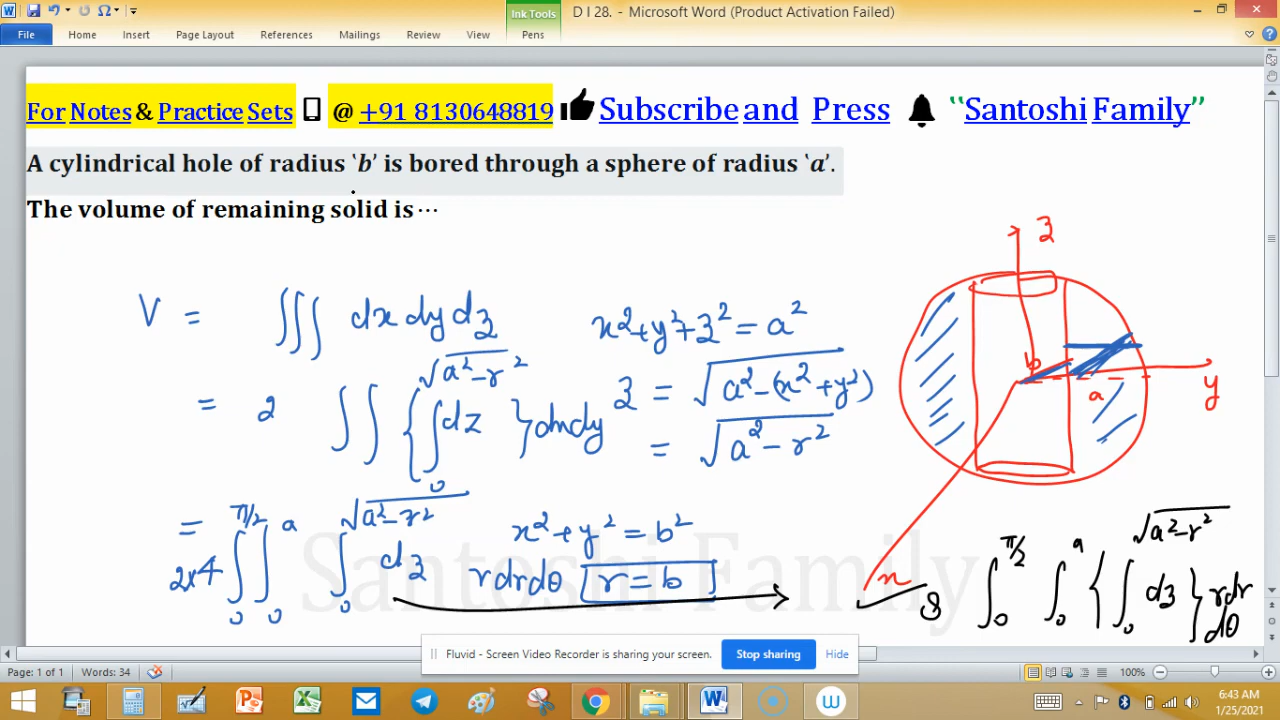 D I 28. - Microsoft Word (Product Activation Failed)
Ink Tools
File Home Insert Page Layout References Mailings Review View Pens
For Notes & Practice Sets @ +91 8130648819 Subscribe and Press "Santoshi Family"
A cylindrical hole of radius 'b' is bored through a sphere of radius 'a'.
The volume of remaining solid is ...
V = ∭ dx dy dz x²+y²+z² = a²
= 2 ∬ { ∫₀^√(a²-r²) dz } dxdy z = √(a²-(x²+y²))
= √(a²-r²)
= 2×4 ∫₀^π/2 ∫₀^a ∫₀^√(a²-r²) dz x²+y² = b²
r dr dθ r = b
z
b
a
y
x
8 ∫₀^π/2 ∫₀^a { ∫₀^√(a²-r²) dz } r dr dθ
Santoshi Family
Fluvid - Screen Video Recorder is sharing your screen. Stop sharing Hide
Page: 1 of 1 Words: 34 100%
W P X W W
6:43 AM
1/25/2021